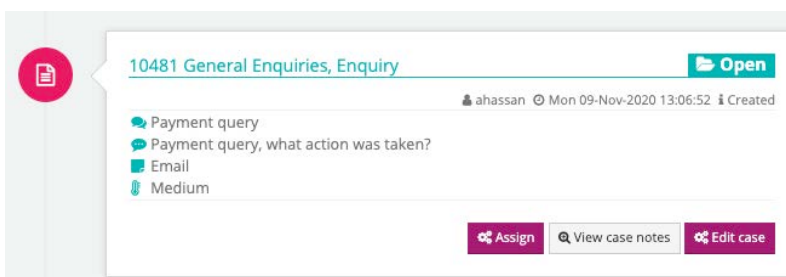 10481 General Enquiries, Enquiry
Open
ahassan Mon 09-Nov-2020 13:06:52 i Created
Payment query
Payment query, what action was taken?
Email
Medium
Assign View case notes Edit case